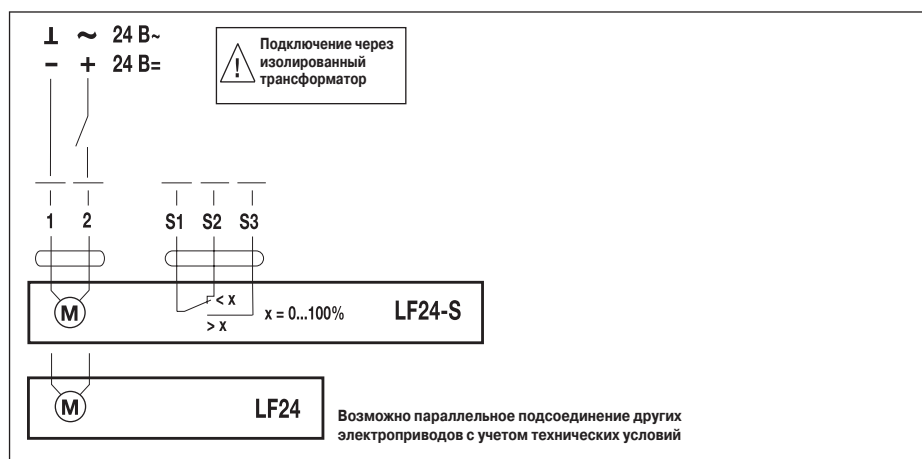 ⊥ ~ 24 В~
− + 24 В=
Подключение через
изолированный
трансформатор
!
1 2 S1 S2 S3
M
< x
> x
x = 0...100%
LF24-S
M
LF24
Возможно параллельное подсоединение других
электроприводов с учетом технических условий